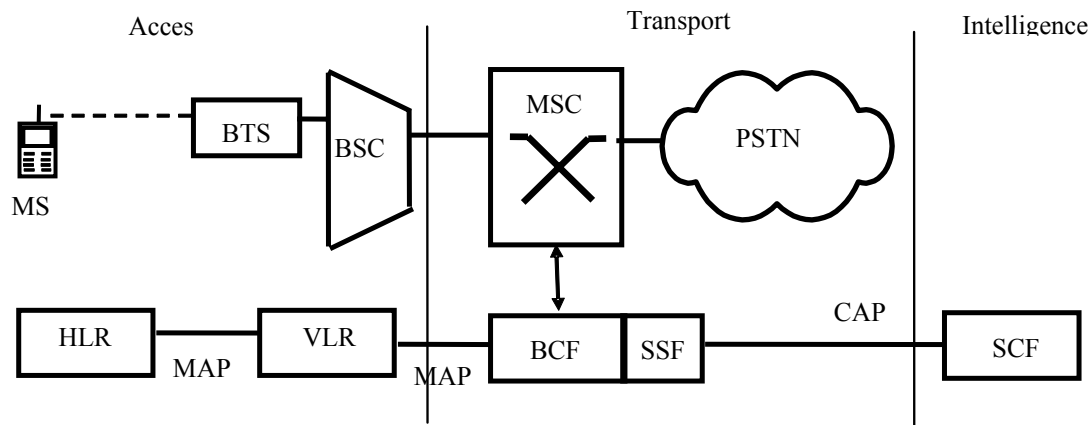 Acces
Transport
Intelligence
MSC
BTS
BSC
PSTN
MS
CAP
HLR
VLR
BCF
SSF
SCF
MAP
MAP